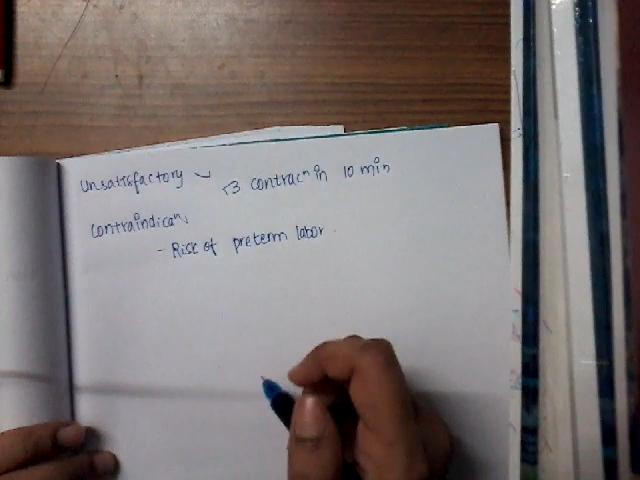 Unsatisfactory – <3 contracⁿ in 10 min
Contraindicaⁿ
- Risk of preterm labor.